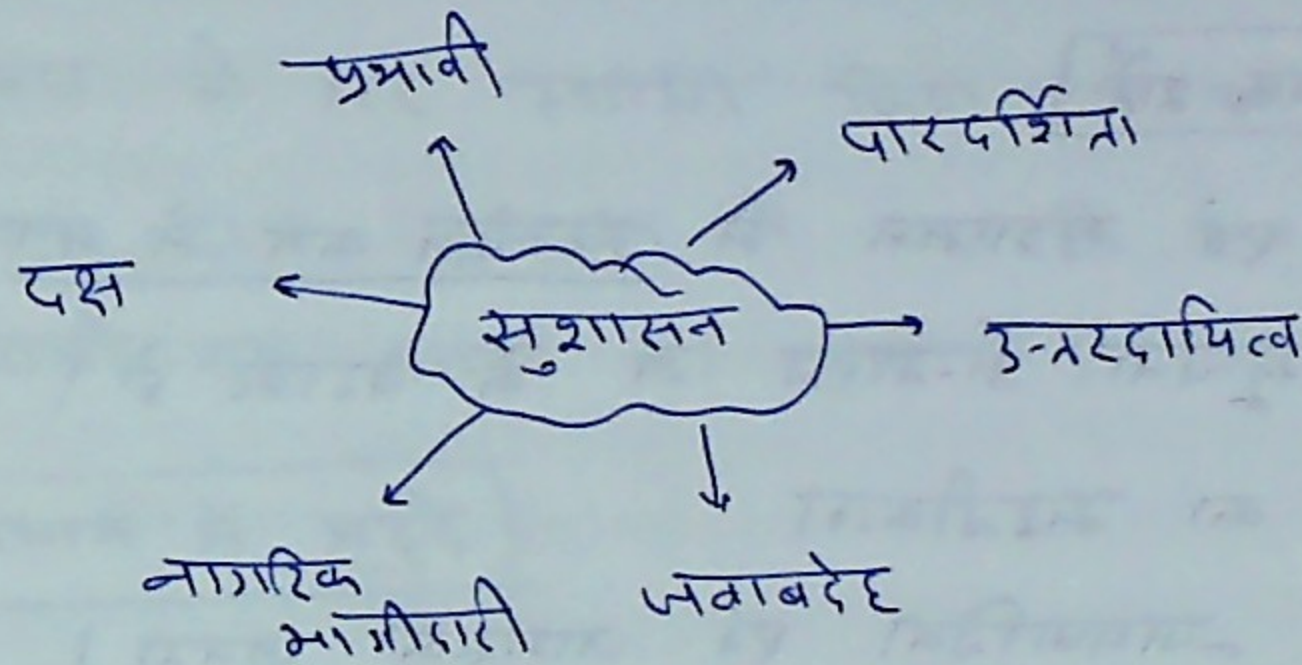 प्रभावी
पारदर्शिता
दक्ष
सुशासन
उत्तरदायित्व
नागरिक
भागीदारी
जवाबदेह